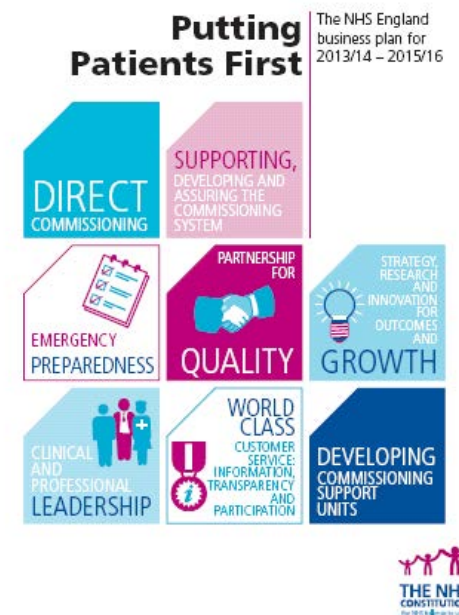 Putting
Patients First
The NHS England
business plan for
2013/14 – 2015/16
DIRECT
COMMISSIONING
SUPPORTING,
DEVELOPING AND
ASSURING THE
COMMISSIONING
SYSTEM
EMERGENCY
PREPAREDNESS
PARTNERSHIP
FOR
QUALITY
STRATEGY,
RESEARCH
AND
INNOVATION
FOR
OUTCOMES
AND
GROWTH
CLINICAL
AND
PROFESSIONAL
LEADERSHIP
WORLD
CLASS
CUSTOMER
SERVICE:
INFORMATION,
TRANSPARENCY
AND
PARTICIPATION
i
DEVELOPING
COMMISSIONING
SUPPORT
UNITS
THE NH
CONSTITUTIO